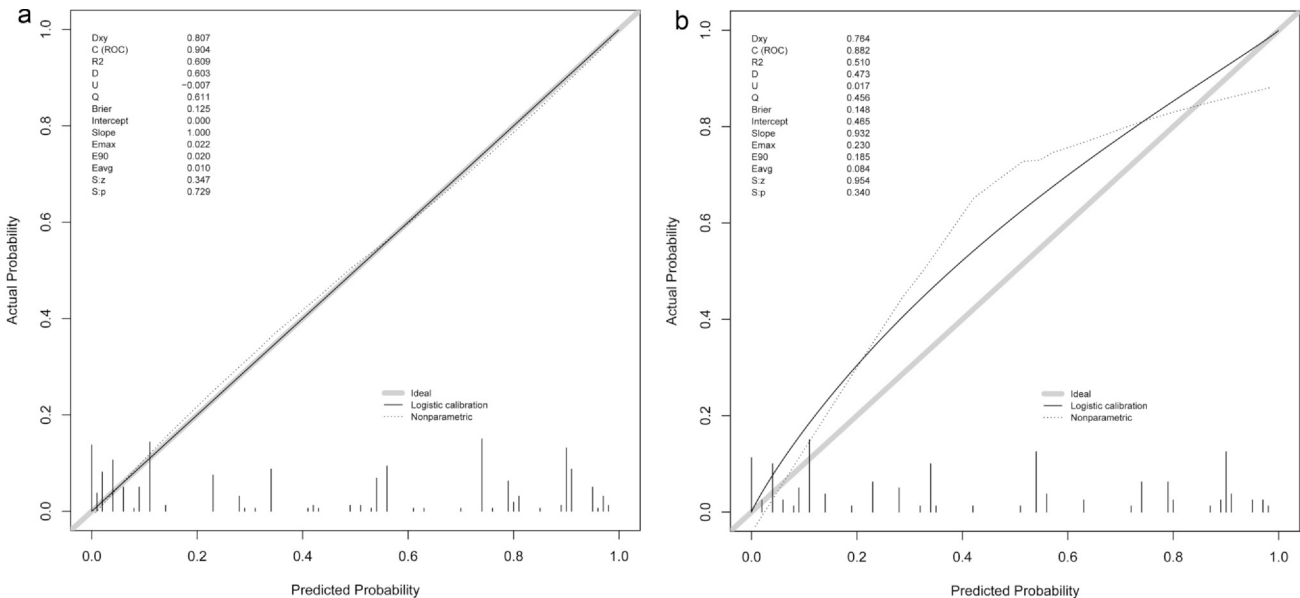 a
Dxy 0.807
C (ROC) 0.904
R2 0.609
D 0.603
U −0.007
Q 0.611
Brier 0.125
Intercept 0.000
Slope 1.000
Emax 0.022
E90 0.020
Eavg 0.010
S:z 0.347
S:p 0.729
Actual Probability
1.0
0.8
0.6
0.4
0.2
0.0
Ideal
Logistic calibration
Nonparametric
0.0 0.2 0.4 0.6 0.8 1.0
Predicted Probability
b
Dxy 0.764
C (ROC) 0.882
R2 0.510
D 0.473
U 0.017
Q 0.456
Brier 0.148
Intercept 0.465
Slope 0.932
Emax 0.230
E90 0.185
Eavg 0.084
S:z 0.954
S:p 0.340
Actual Probability
1.0
0.8
0.6
0.4
0.2
0.0
Ideal
Logistic calibration
Nonparametric
0.0 0.2 0.4 0.6 0.8 1.0
Predicted Probability